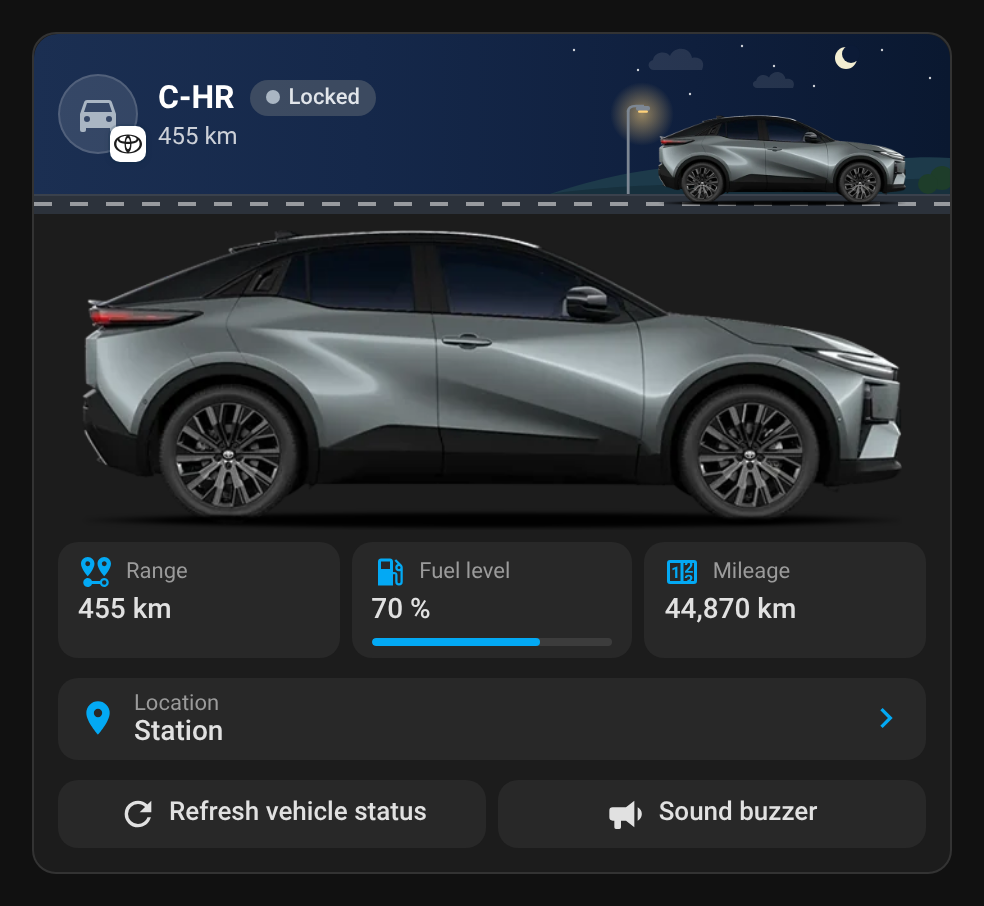 C-HR
Locked
455 km
Range
455 km
Fuel level
70 %
Mileage
44,870 km
Location
Station
Refresh vehicle status
Sound buzzer